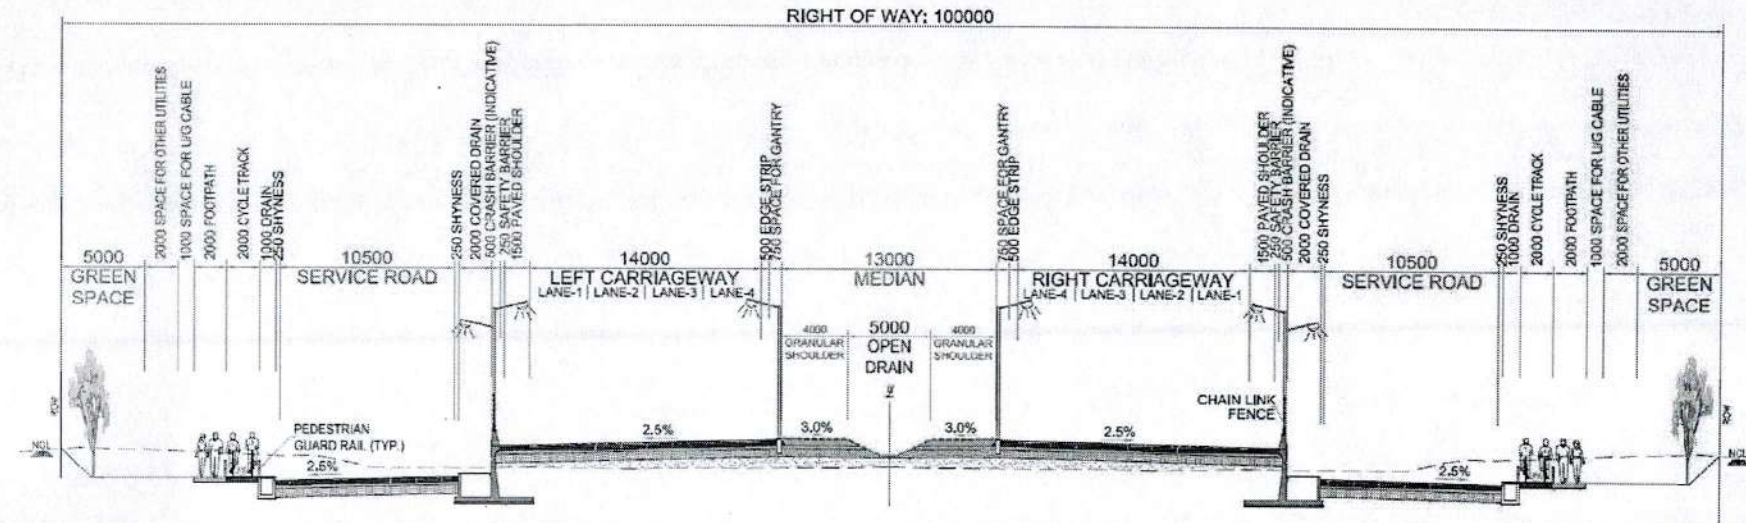 RIGHT OF WAY: 100000
2000 SPACE FOR OTHER UTILITIES
1000 SPACE FOR U/G CABLE
2000 FOOTPATH
2000 CYCLE TRACK
1000 DRAIN
250 SHYNESS
250 SHYNESS
2000 COVERED DRAIN
500 CRASH BARRIER (INDICATIVE)
250 SAFETY BARRIER
1500 PAVED SHOULDER
500 EDGE STRIP
750 SPACE FOR GANTRY
750 SPACE FOR GANTRY
500 EDGE STRIP
1500 PAVED SHOULDER
250 SAFETY BARRIER
500 CRASH BARRIER (INDICATIVE)
2000 COVERED DRAIN
250 SHYNESS
250 SHYNESS
1000 DRAIN
2000 CYCLE TRACK
2000 FOOTPATH
1000 SPACE FOR U/G CABLE
2000 SPACE FOR OTHER UTILITIES
5000
GREEN
SPACE
10500
SERVICE ROAD
14000
LEFT CARRIAGEWAY
LANE-1 | LANE-2 | LANE-3 | LANE-4
13000
MEDIAN
14000
RIGHT CARRIAGEWAY
LANE-4 | LANE-3 | LANE-2 | LANE-1
10500
SERVICE ROAD
5000
GREEN
SPACE
4000
GRANULAR
SHOULDER
5000
OPEN
DRAIN
4000
GRANULAR
SHOULDER
CHAIN LINK
FENCE
ROW
ROW
PEDESTRIAN
GUARD RAIL (TYP.)
NGL
2.5%
2.5%
3.0%
3.0%
2.5%
2.5%
NGL